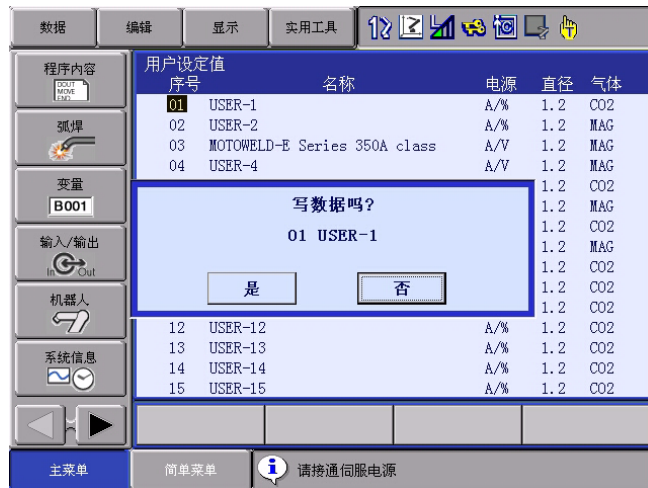 数据 编辑 显示 实用工具
程序内容
DOUT
MOVE
END
弧焊
变量
B001
输入/输出
In Out
机器人
系统信息
用户设定值
序号 名称 电源 直径 气体
01 USER-1 A/% 1.2 CO2
02 USER-2 A/% 1.2 MAG
03 MOTOWELD-E Series 350A class A/V 1.2 MAG
04 USER-4 A/V 1.2 MAG
1.2 CO2
1.2 MAG
1.2 CO2
1.2 MAG
1.2 CO2
1.2 CO2
1.2 CO2
写数据吗?
01 USER-1
是 否
12 USER-12 A/% 1.2 CO2
13 USER-13 A/% 1.2 CO2
14 USER-14 A/% 1.2 CO2
15 USER-15 A/% 1.2 CO2
主菜单 简单菜单 请接通伺服电源